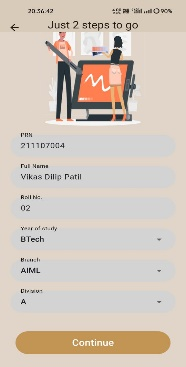 20:36:42
90%
Just 2 steps to go
PRN
211107004
Full Name
Vikas Dilip Patil
Roll No.
02
Year of study
BTech
Branch
AIML
Division
A
Continue